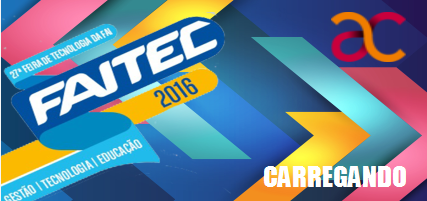 27ª FEIRA DE TECNOLOGIA DA FAI
FAITEC
2016
GESTÃO | TECNOLOGIA | EDUCAÇÃO
ac
CARREGANDO